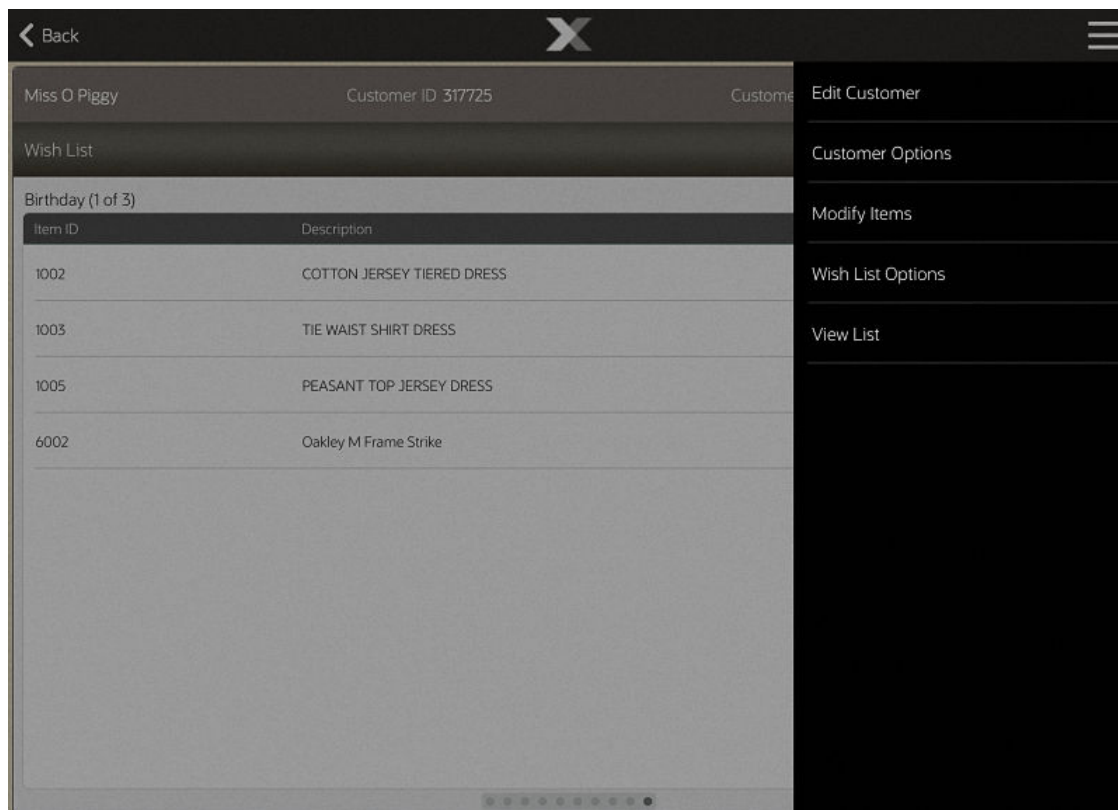 Back
Miss O Piggy Customer ID 317725 Custome
Wish List
Birthday (1 of 3)
Item ID Description
1002 COTTON JERSEY TIERED DRESS
1003 TIE WAIST SHIRT DRESS
1005 PEASANT TOP JERSEY DRESS
6002 Oakley M Frame Strike
Edit Customer
Customer Options
Modify Items
Wish List Options
View List